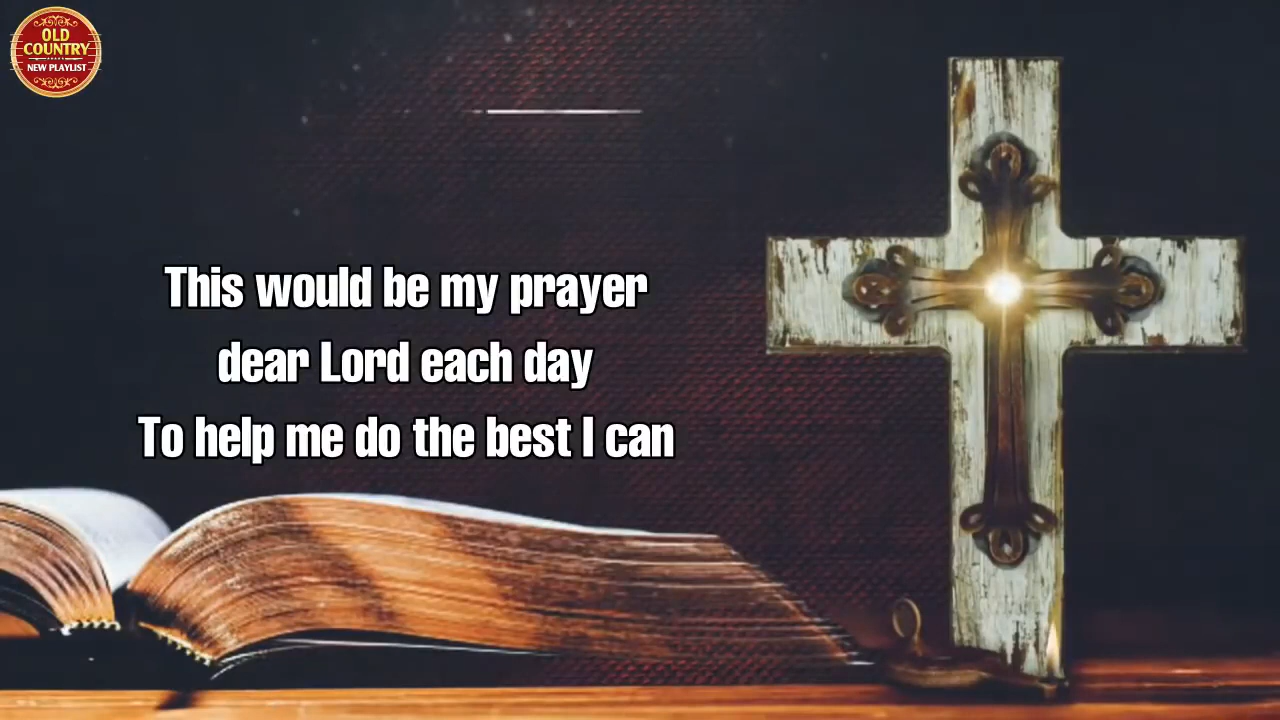 OLD
COUNTRY
NEW PLAYLIST
This would be my prayer
dear Lord each day
To help me do the best I can